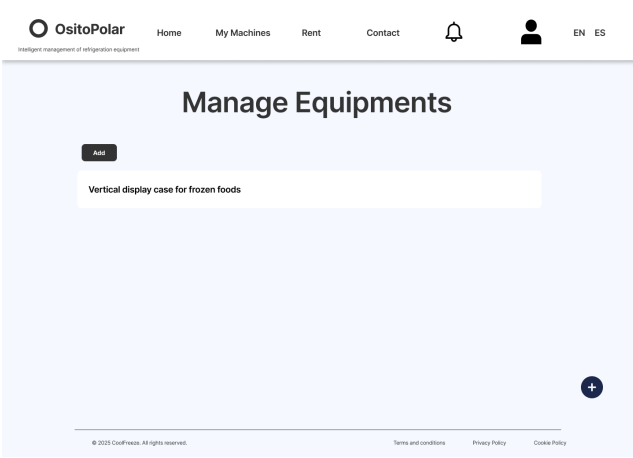 OsitoPolar
Intelligent management of refrigeration equipment
Home
My Machines
Rent
Contact
EN ES
Manage Equipments
Add
Vertical display case for frozen foods
+
© 2025 CoolFreeze. All rights reserved.
Terms and conditions
Privacy Policy
Cookie Policy